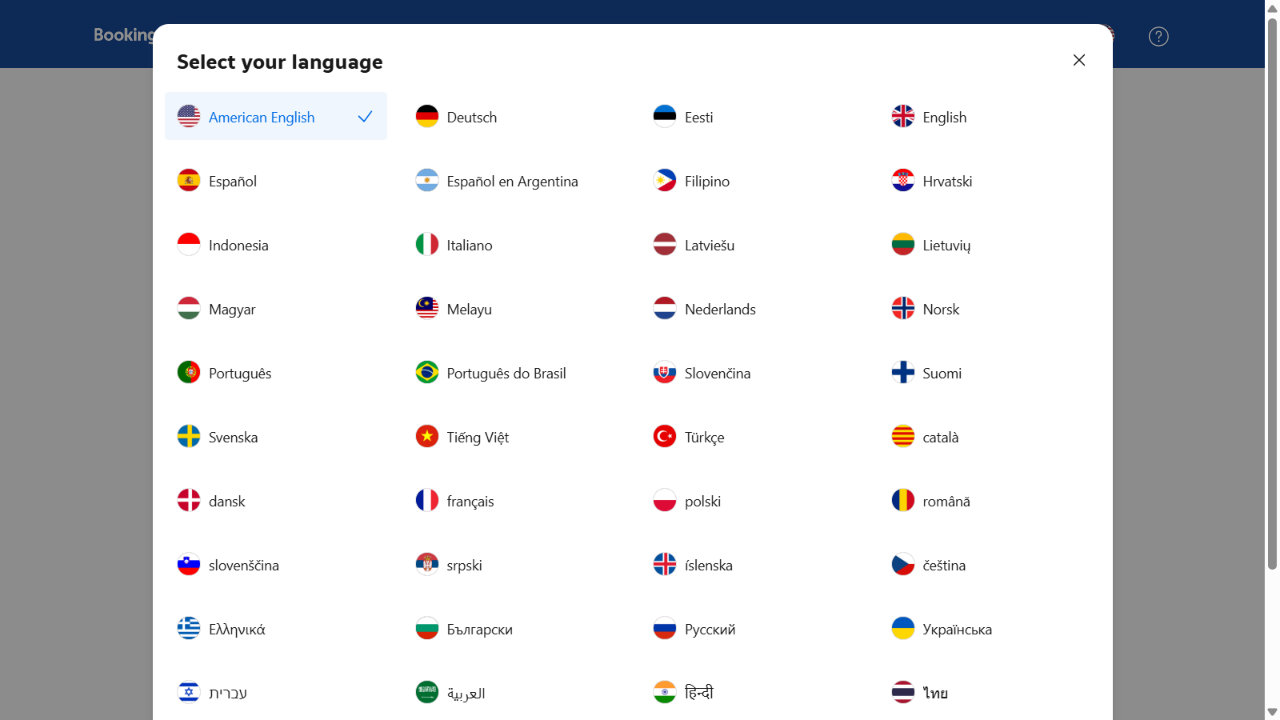 Booking
Select your language
American English
Deutsch
Eesti
English
Español
Español en Argentina
Filipino
Hrvatski
Indonesia
Italiano
Latviešu
Lietuvių
Magyar
Melayu
Nederlands
Norsk
Português
Português do Brasil
Slovenčina
Suomi
Svenska
Tiếng Việt
Türkçe
català
dansk
français
polski
română
slovenščina
srpski
íslenska
čeština
Ελληνικά
Български
Русский
Українська
עברית
العربية
हिन्दी
ไทย